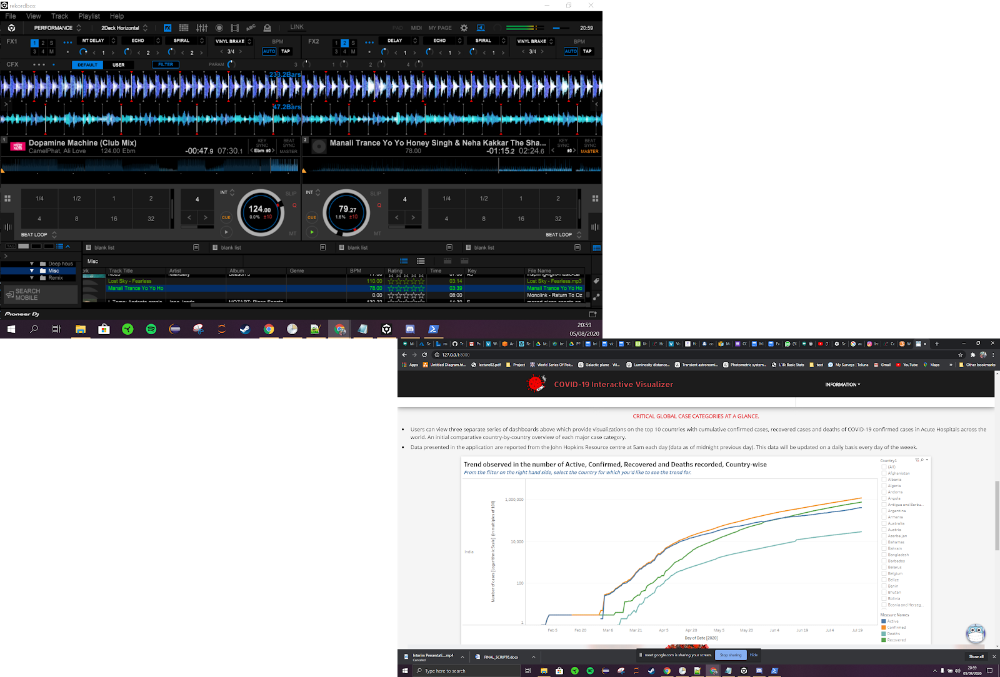 rekordbox
File View Track Playlist Help
PERFORMANCE 2Deck Horizontal FX ABC LINK PAD MIDI MY PAGE 20:59
FX1 1 2 S MT DELAY ECHO SPIRAL VINYL BRAKE BPM FX2 1 2 S DELAY ECHO SPIRAL VINYL BRAKE BPM
3 4 M 1 2 2 3/4 AUTO TAP 3 4 M 1 1 1 3/4 AUTO TAP
CFX DEFAULT USER FILTER PARAM 3 1 2 4
233.2Bars
47.2Bars
1 Dopamine Machine (Club Mix) KEY SYNC BEAT SYNC
CamelPhat, Ali Love 124.00 Ebm -00:47.9 07:30.1 Ebm ±0 MASTER
2 Manali Trance Yo Yo Honey Singh & Neha Kakkar The Sha... KEY SYNC BEAT SYNC
78.00 -01:15.2 02:24.6 ±0 MASTER
1/4 1/2 1 2 4 INT SLIP INT SLIP 4 1/4 1/2 1 2
124.00 Q 79.27 Q
0.0% ±10 1.6% ±10
4 8 16 32 CUE CUE 4 8 16 32
BEAT LOOP MT MT BEAT LOOP
TAG blank list blank list blank list blank list
Deep hous Misc
Misc Track Title Artist Album Genre BPM Rating Time Key File Name
Remix
Lost Sky - Fearless 110.00 03:14 Lost Sky - Fearless.mp3
Manali Trance Yo Yo Ho 78.00 03:39 Manali Trance Yo Yo Ho
0.00 08:00 Monolink - Return To Oz
SEARCH
MOBILE
Pioneer Dj
20:59
05/08/2020
127.0.0.1:8000
Apps Untitled Diagram.ht... lecture02.pdf Project World Series Of Pok... Galactic plane - Wi... Luminosity distance... Transient astronomi... Photometric system... L18: Basic Stats text My Surveys | Toluna Gmail YouTube Maps » Other bookmarks
COVID-19 Interactive Visualizer INFORMATION
CRITICAL GLOBAL CASE CATEGORIES AT A GLANCE.
• Users can view three separate series of dashboards above which provide visualizations on the top 10 countries with cumulative confirmed cases, recovered cases and deaths of COVID-19 confirmed cases in Acute Hospitals across the
world. An initial comparative country-by-country overview of each major case category.
• Data presented in the application are reported from the John Hopkins Resource centre at 5am each day (data as of midnight previous day). This data will be updated on a daily basis every day of the weeek.
Trend observed in the number of Active, Confirmed, Recovered and Deaths recorded, Country-wise
From the filter on the right hand side, select the Country for which you'd like to see the trend for.
India
Number of cases [Logarithmic Scale] (in multiples of 100)
1,000,000
10,000
100
1
Feb 5 Feb 20 Mar 6 Mar 21 Apr 5 Apr 20 May 5 May 20 Jun 4 Jun 19 Jul 4 Jul 19
Day of Date [2020]
Country1
(All)
Afghanistan
Albania
Algeria
Andorra
Angola
Antigua and Barbu...
Argentina
Armenia
Australia
Austria
Azerbaijan
Bahamas
Bahrain
Bangladesh
Barbados
Belarus
Belgium
Belize
Benin
Bhutan
Bolivia
Bosnia and Herzeg...
Measure Names
Active
Confirmed
Deaths
Recovered
Interim Presentati....mp4
Canceled
FINAL_SCRIPT6.docx
meet.google.com is sharing your screen. Stop sharing Hide
Show all
Type here to search
20:59
05/08/2020